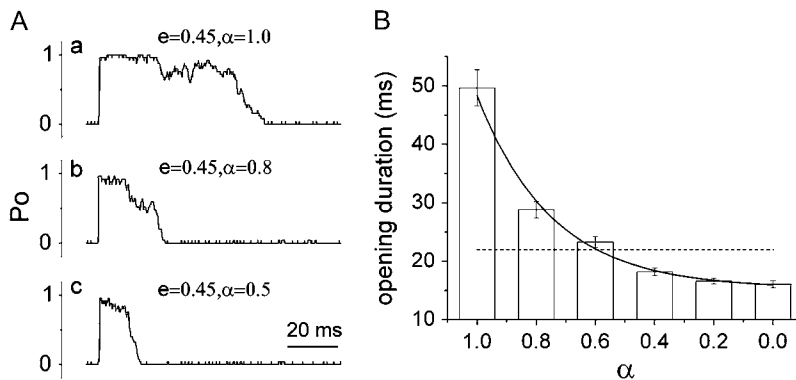 A
a
e=0.45,α=1.0
1
0
b
e=0.45,α=0.8
1
0
Po
c
e=0.45,α=0.5
1
0
20 ms
B
opening duration (ms)
50
40
30
20
10
1.0
0.8
0.6
0.4
0.2
0.0
α